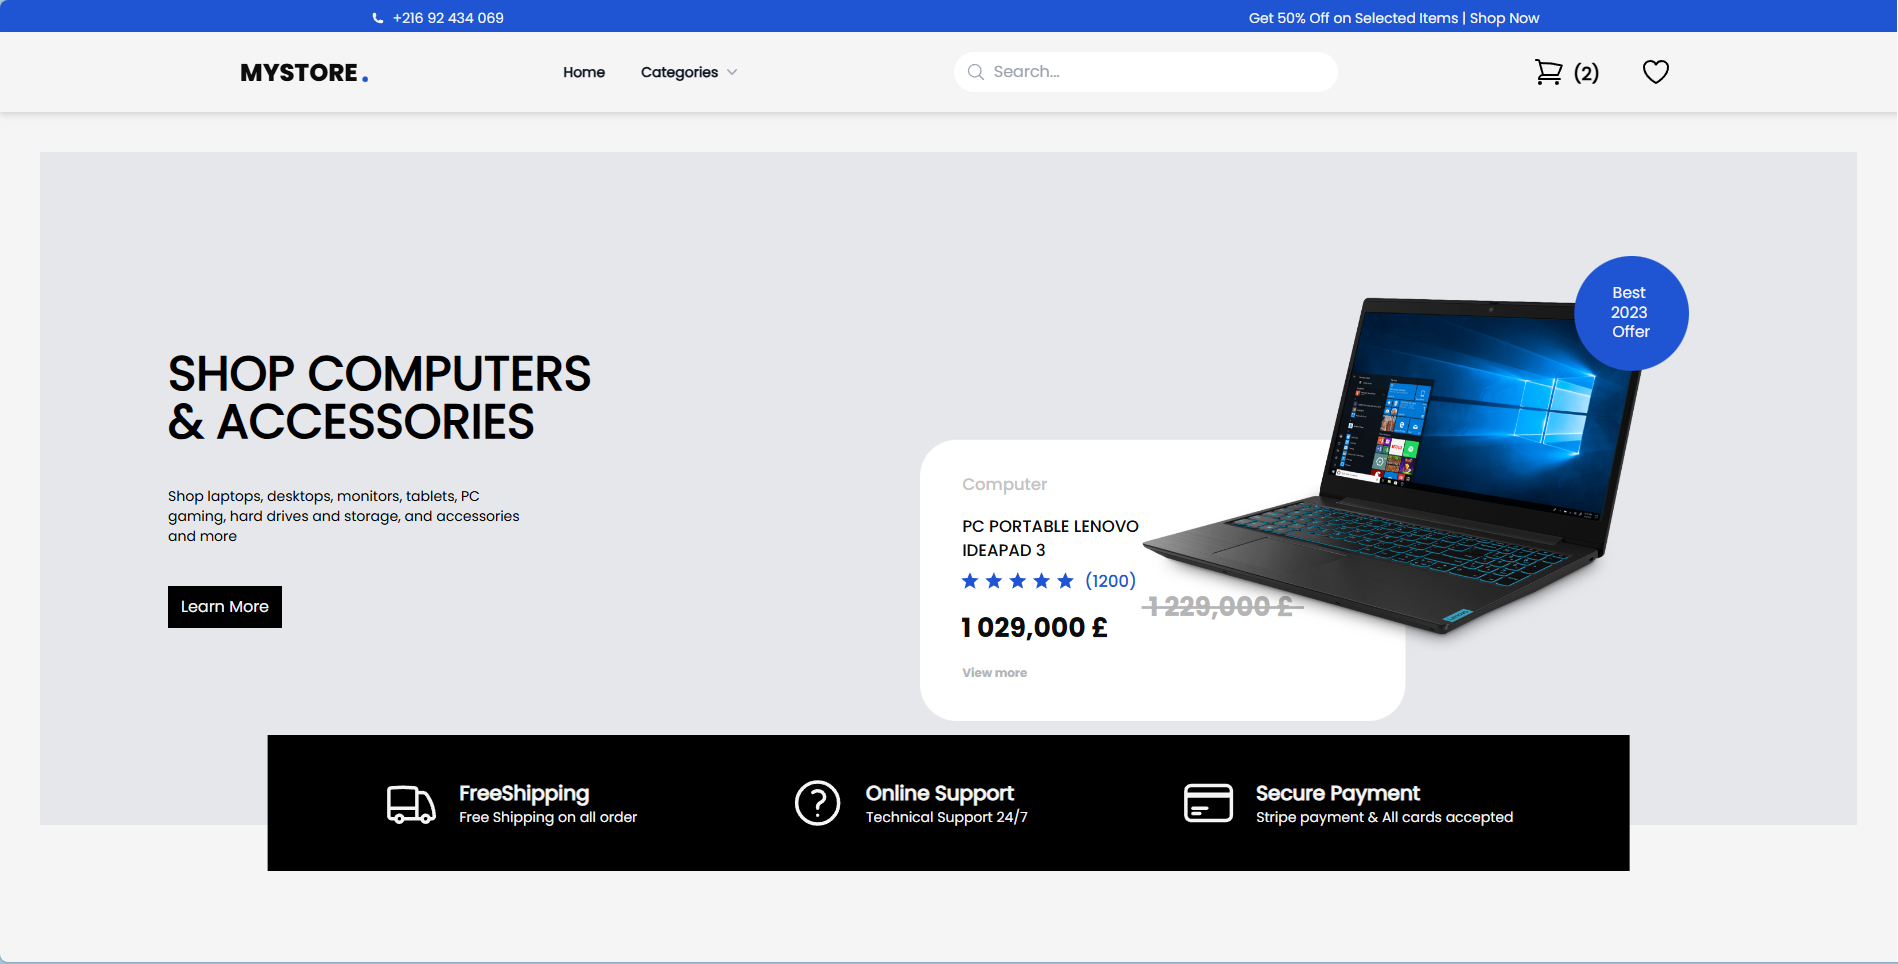 +216 92 434 069
Get 50% Off on Selected Items | Shop Now
MYSTORE.
Home
Categories
Search...
(2)
Best
2023
Offer
SHOP COMPUTERS
& ACCESSORIES
Shop laptops, desktops, monitors, tablets, PC
gaming, hard drives and storage, and accessories
and more
Learn More
Computer
PC PORTABLE LENOVO
IDEAPAD 3
(1200)
1 229,000 £
1 029,000 £
View more
Lenovo
FreeShipping
Free Shipping on all order
Online Support
Technical Support 24/7
Secure Payment
Stripe payment & All cards accepted